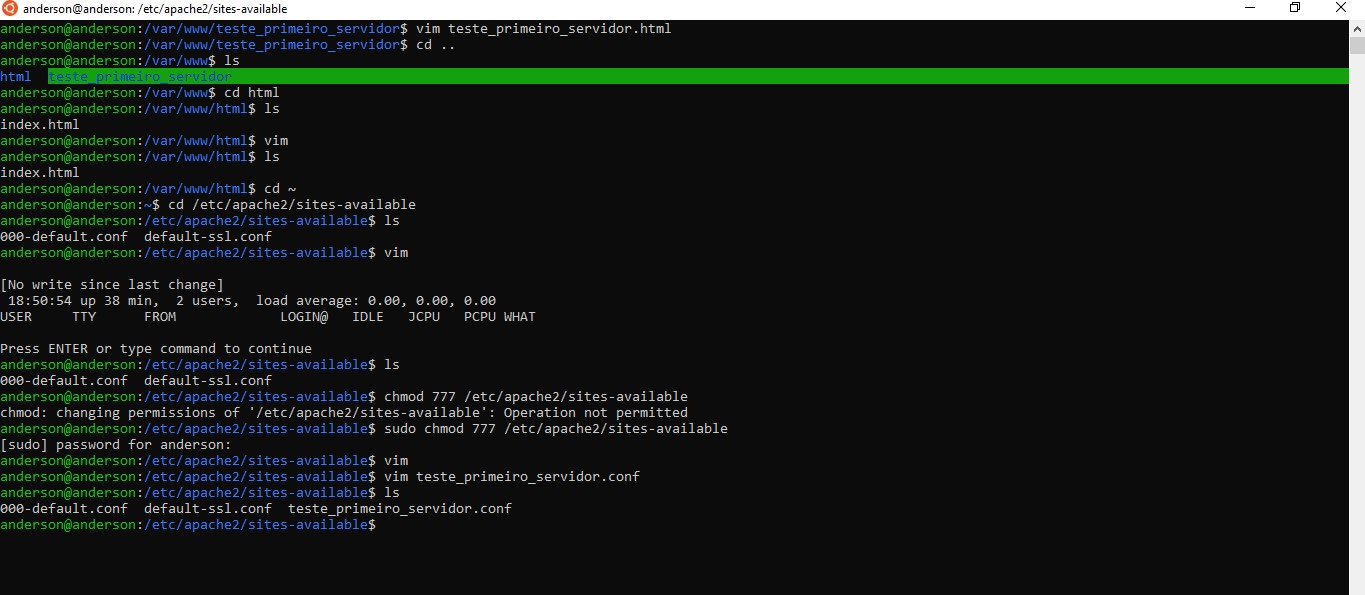 anderson@anderson: /etc/apache2/sites-available
anderson@anderson:/var/www/teste_primeiro_servidor$ vim teste_primeiro_servidor.html
anderson@anderson:/var/www/teste_primeiro_servidor$ cd ..
anderson@anderson:/var/www$ ls
html  teste_primeiro_servidor
anderson@anderson:/var/www$ cd html
anderson@anderson:/var/www/html$ ls
index.html
anderson@anderson:/var/www/html$ vim
anderson@anderson:/var/www/html$ ls
index.html
anderson@anderson:/var/www/html$ cd ~
anderson@anderson:~$ cd /etc/apache2/sites-available
anderson@anderson:/etc/apache2/sites-available$ ls
000-default.conf  default-ssl.conf
anderson@anderson:/etc/apache2/sites-available$ vim
[No write since last change]
 18:50:54 up 38 min,  2 users,  load average: 0.00, 0.00, 0.00
USER     TTY      FROM             LOGIN@   IDLE   JCPU   PCPU WHAT
Press ENTER or type command to continue
anderson@anderson:/etc/apache2/sites-available$ ls
000-default.conf  default-ssl.conf
anderson@anderson:/etc/apache2/sites-available$ chmod 777 /etc/apache2/sites-available
chmod: changing permissions of '/etc/apache2/sites-available': Operation not permitted
anderson@anderson:/etc/apache2/sites-available$ sudo chmod 777 /etc/apache2/sites-available
[sudo] password for anderson:
anderson@anderson:/etc/apache2/sites-available$ vim
anderson@anderson:/etc/apache2/sites-available$ vim teste_primeiro_servidor.conf
anderson@anderson:/etc/apache2/sites-available$ ls
000-default.conf  default-ssl.conf  teste_primeiro_servidor.conf
anderson@anderson:/etc/apache2/sites-available$